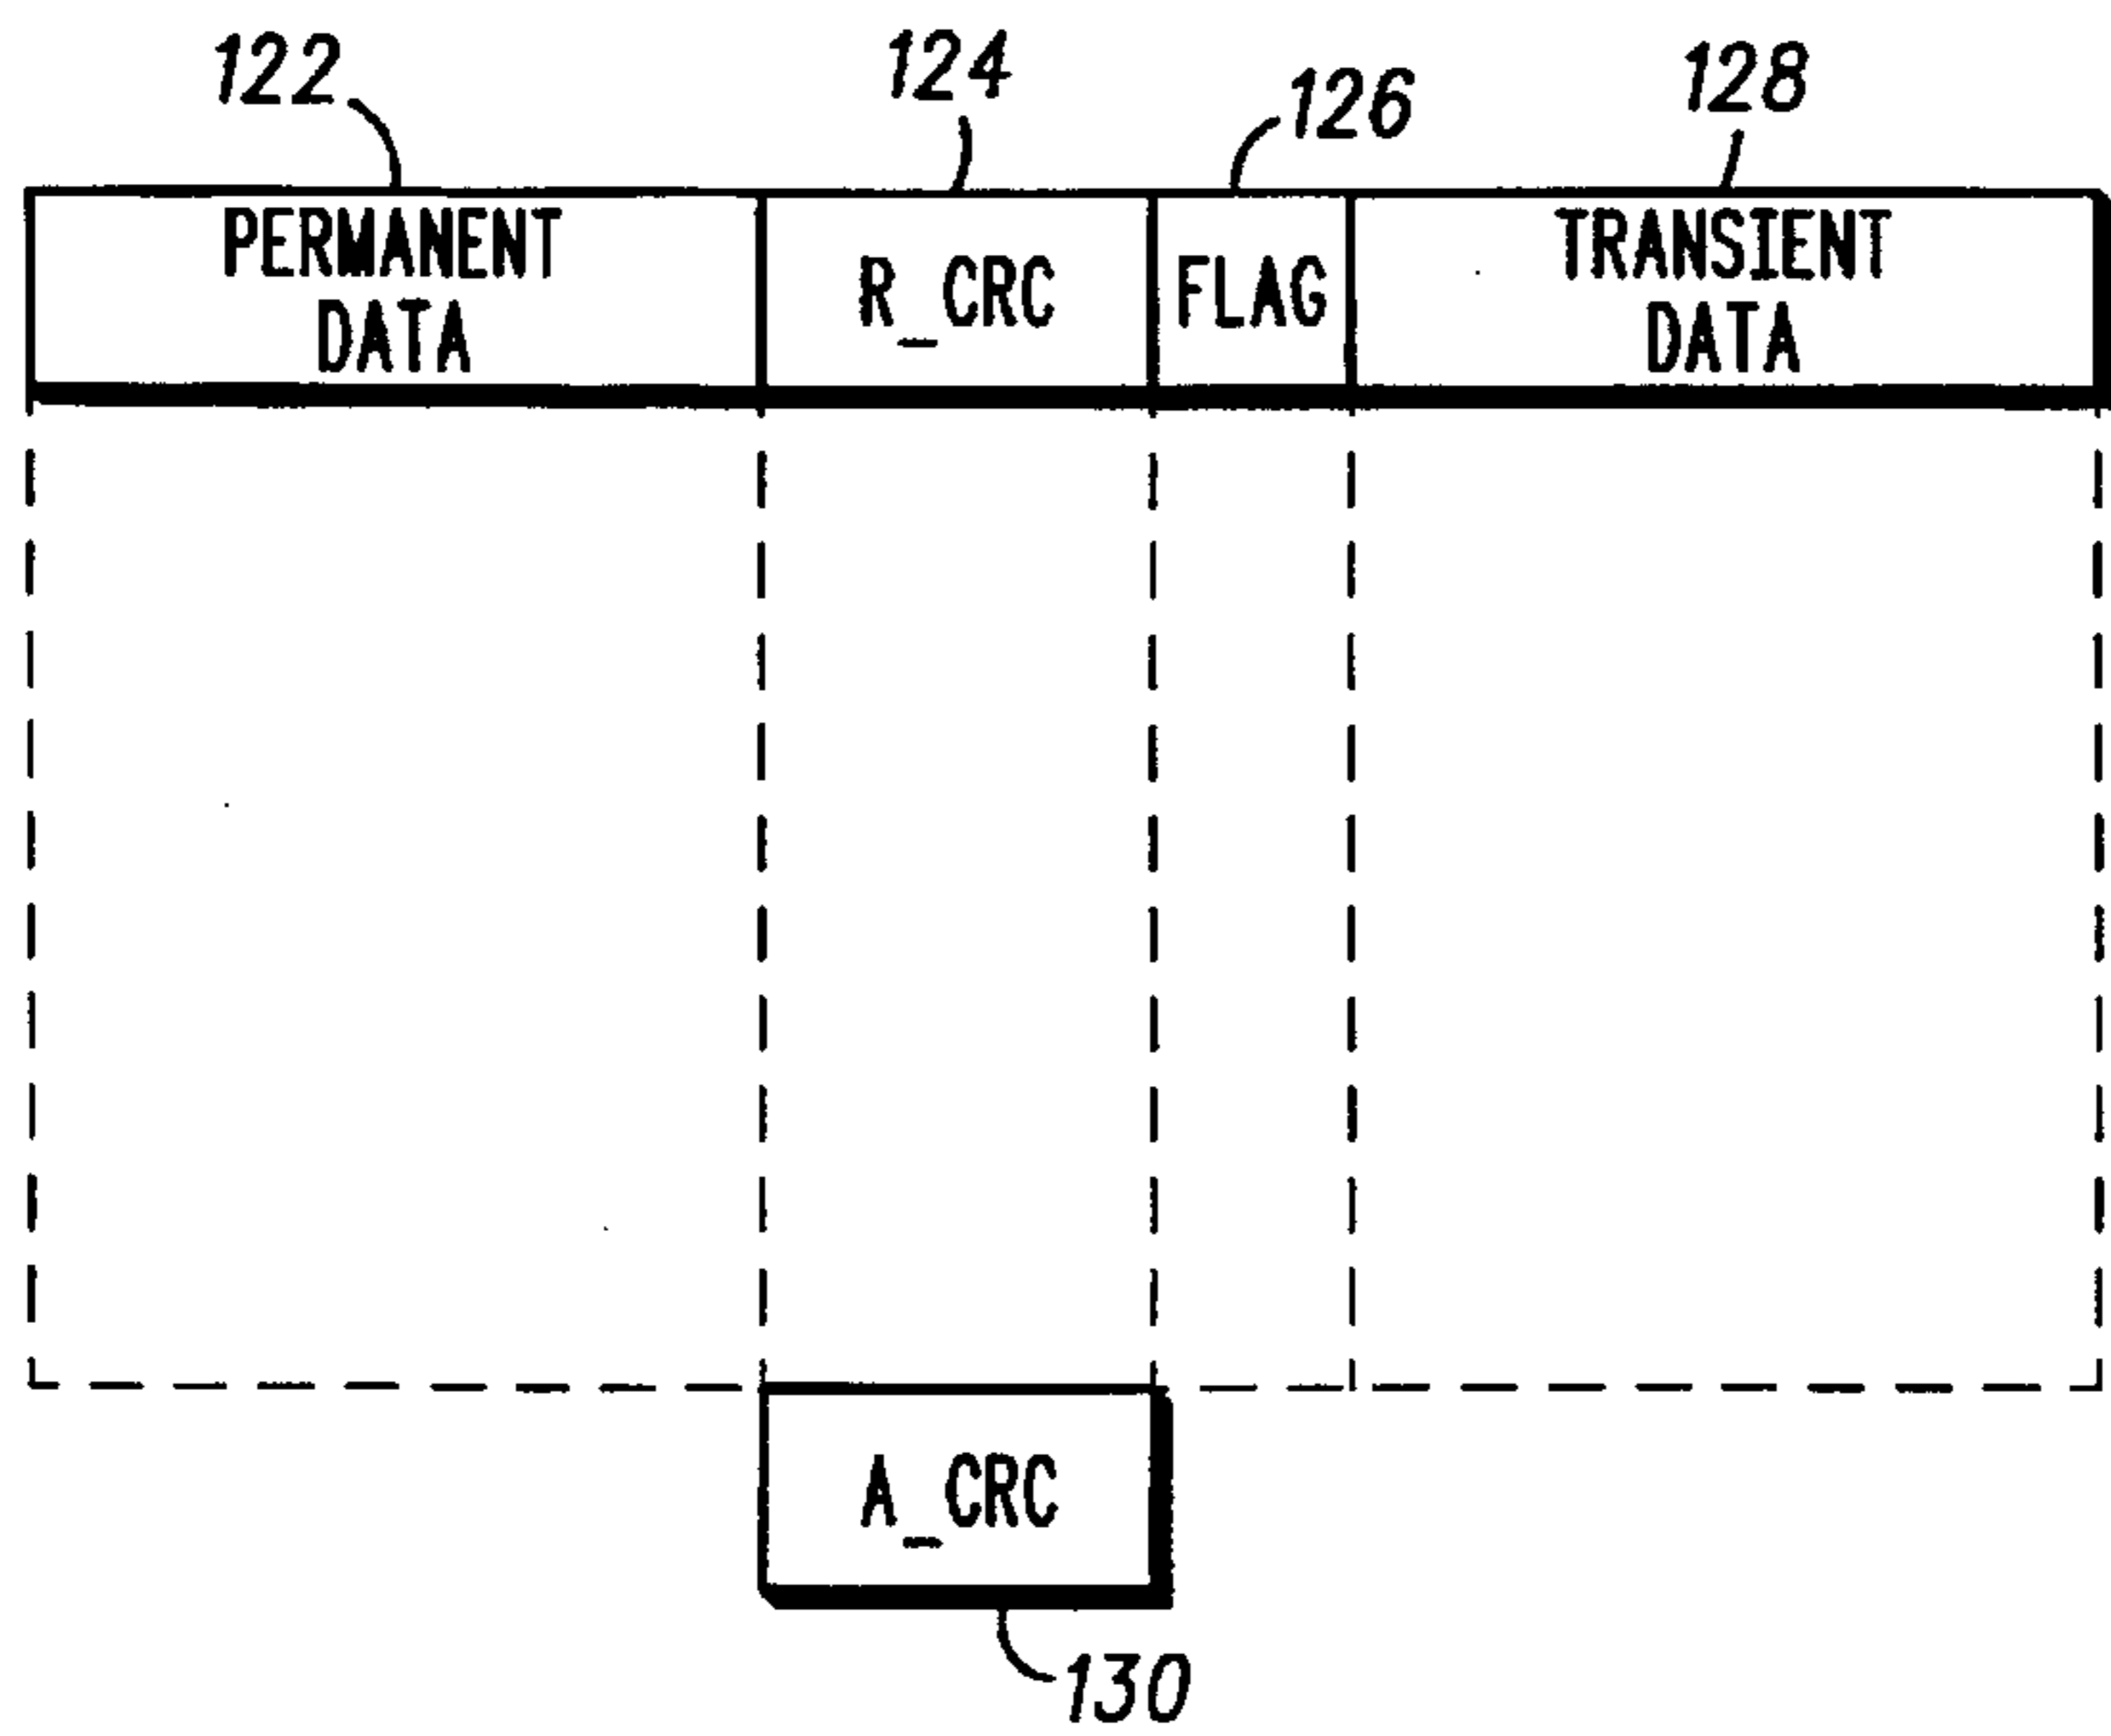 122
124
126
128
PERMANENT
DATA
R_CRC
FLAG
TRANSIENT
DATA
A_CRC
130